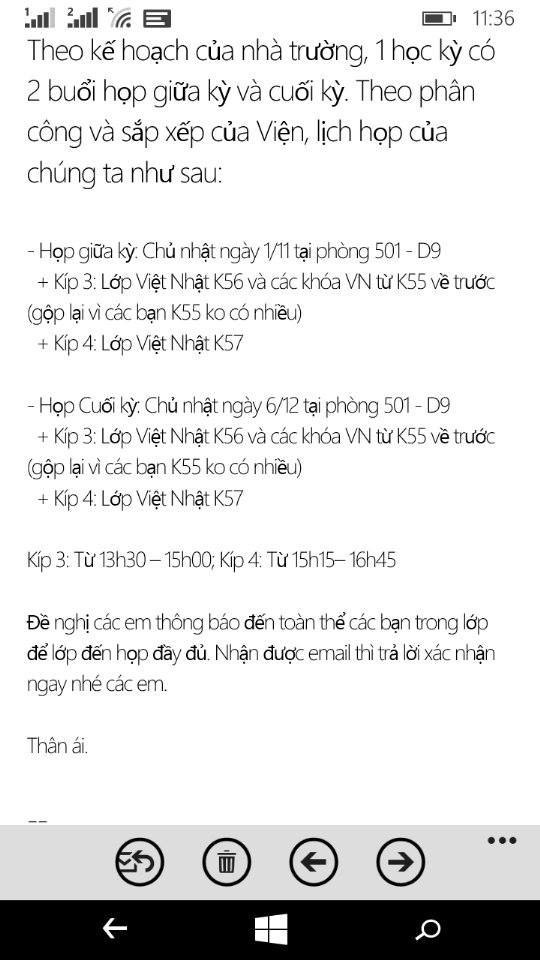 1 2 11:36
Theo kế hoạch của nhà trường, 1 học kỳ có
2 buổi họp giữa kỳ và cuối kỳ. Theo phân
công và sắp xếp của Viện, lịch họp của
chúng ta như sau:
- Họp giữa kỳ: Chủ nhật ngày 1/11 tại phòng 501 - D9
+ Kíp 3: Lớp Việt Nhật K56 và các khóa VN từ K55 về trước
(gộp lại vì các bạn K55 ko có nhiều)
+ Kíp 4: Lớp Việt Nhật K57
- Họp Cuối kỳ: Chủ nhật ngày 6/12 tại phòng 501 - D9
+ Kíp 3: Lớp Việt Nhật K56 và các khóa VN từ K55 về trước
(gộp lại vì các bạn K55 ko có nhiều)
+ Kíp 4: Lớp Việt Nhật K57
Kíp 3: Từ 13h30 – 15h00; Kíp 4: Từ 15h15– 16h45
Đề nghị các em thông báo đến toàn thể các bạn trong lớp
để lớp đến họp đầy đủ. Nhận được email thì trả lời xác nhận
ngay nhé các em.
Thân ái.
--